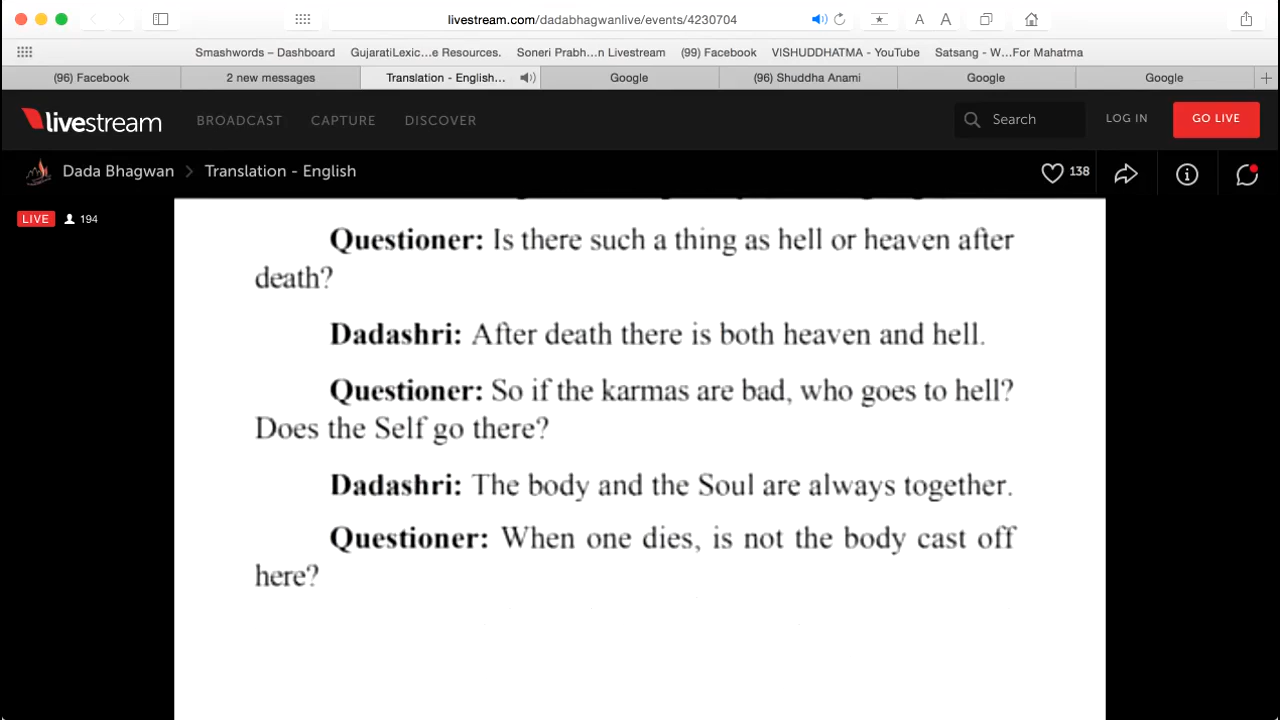 livestream.com/dadabhagwanlive/events/4230704
A A
Smashwords – Dashboard GujaratiLexic...e Resources. Soneri Prabh...n Livestream (99) Facebook VISHUDDHATMA - YouTube Satsang - W...For Mahatma
(96) Facebook 2 new messages Translation - English... Google (96) Shuddha Anami Google Google
livestream BROADCAST CAPTURE DISCOVER Search LOG IN GO LIVE
Dada Bhagwan > Translation - English 138
LIVE 194
Questioner: Is there such a thing as hell or heaven after
death?
Dadashri: After death there is both heaven and hell.
Questioner: So if the karmas are bad, who goes to hell?
Does the Self go there?
Dadashri: The body and the Soul are always together.
Questioner: When one dies, is not the body cast off
here?